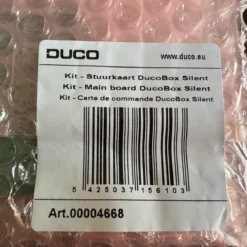 DUCO www.duco.eu
Kit - Stuurkaart DucoBox Silent
Kit - Main board DucoBox Silent
Kit - Carte de commande DucoBox Silent
5 425037 156103
Art.00004668